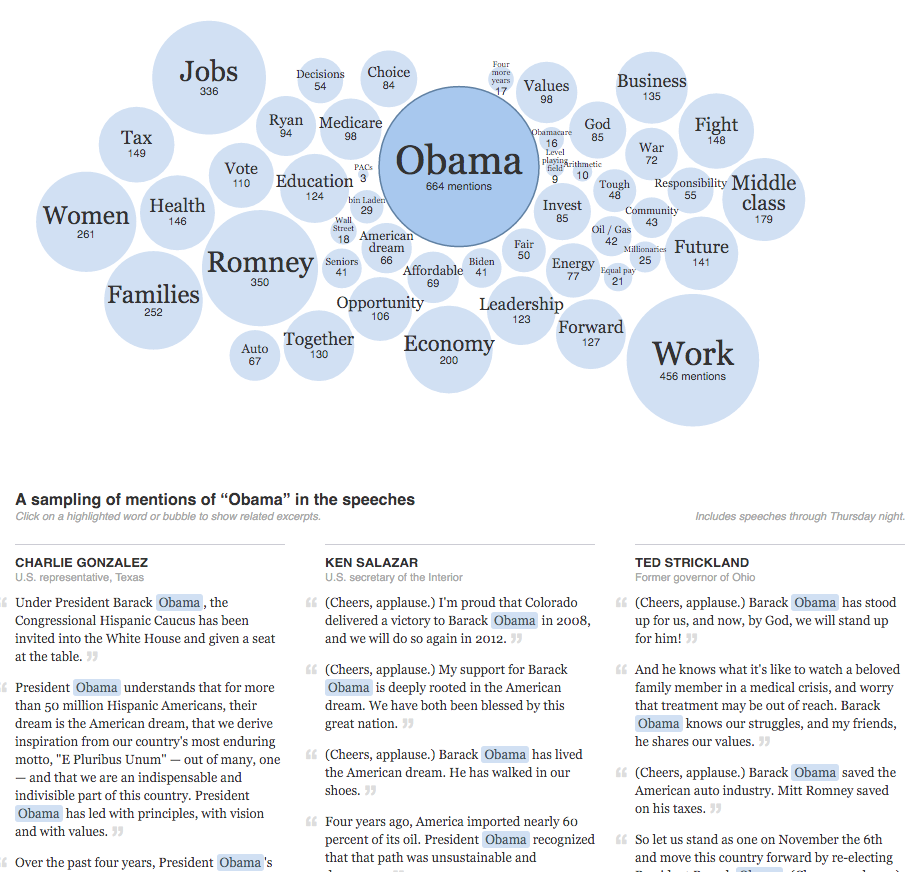 Jobs
336
Decisions
54
Choice
84
Four
more
years
17
Values
98
Business
135
Tax
149
Ryan
94
Medicare
98
Obama
664 mentions
Obamacare
16
God
85
Fight
148
Vote
110
Education
124
PACs
3
Level
playing
field
9
Arithmetic
10
War
72
Tough
48
Responsibility
55
Middle
class
179
Women
261
Health
146
bin Laden
29
Wall
Street
18
American
dream
66
Invest
85
Community
43
Oil / Gas
42
Millionaires
25
Future
141
Romney
350
Seniors
41
Affordable
69
Biden
41
Fair
50
Energy
77
Equal pay
21
Families
252
Opportunity
106
Leadership
123
Auto
67
Together
130
Economy
200
Forward
127
Work
456 mentions
A sampling of mentions of “Obama” in the speeches
Click on a highlighted word or bubble to show related excerpts.
Includes speeches through Thursday night.
CHARLIE GONZALEZ
U.S. representative, Texas
“ Under President Barack Obama, the
Congressional Hispanic Caucus has been
invited into the White House and given a seat
at the table. ”
“ President Obama understands that for more
than 50 million Hispanic Americans, their
dream is the American dream, that we derive
inspiration from our country's most enduring
motto, "E Pluribus Unum" — out of many, one
— and that we are an indispensable and
indivisible part of this country. President
Obama has led with principles, with vision
and with values. ”
“ Over the past four years, President Obama's
KEN SALAZAR
U.S. secretary of the Interior
“ (Cheers, applause.) I'm proud that Colorado
delivered a victory to Barack Obama in 2008,
and we will do so again in 2012. ”
“ (Cheers, applause.) My support for Barack
Obama is deeply rooted in the American
dream. We have both been blessed by this
great nation. ”
“ (Cheers, applause.) Barack Obama has lived
the American dream. He has walked in our
shoes. ”
“ Four years ago, America imported nearly 60
percent of its oil. President Obama recognized
that that path was unsustainable and
TED STRICKLAND
Former governor of Ohio
“ (Cheers, applause.) Barack Obama has stood
up for us, and now, by God, we will stand up
for him! ”
“ And he knows what it's like to watch a beloved
family member in a medical crisis, and worry
that treatment may be out of reach. Barack
Obama knows our struggles, and my friends,
he shares our values. ”
“ (Cheers, applause.) Barack Obama saved the
American auto industry. Mitt Romney saved
on his taxes. ”
“ So let us stand as one on November the 6th
and move this country forward by re-electing